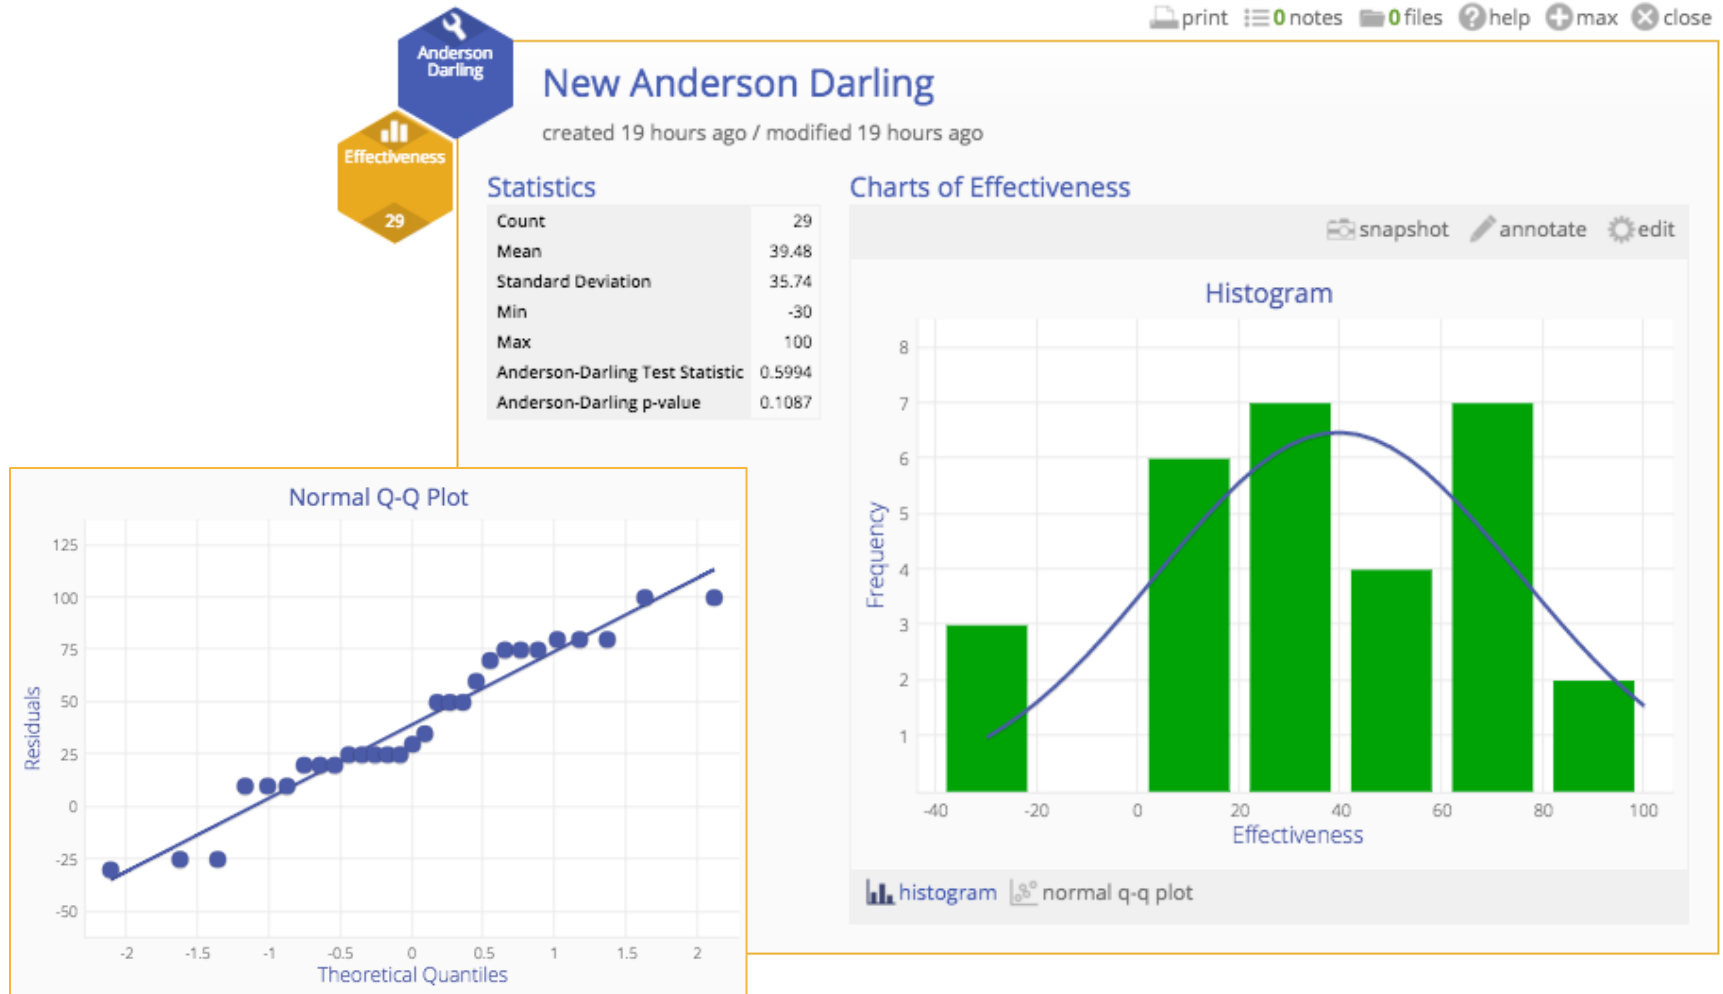 print 0 notes 0 files help max close
Anderson
Darling
Effectiveness
29
New Anderson Darling
created 19 hours ago / modified 19 hours ago
Statistics
Count 29
Mean 39.48
Standard Deviation 35.74
Min -30
Max 100
Anderson-Darling Test Statistic 0.5994
Anderson-Darling p-value 0.1087
Charts of Effectiveness
snapshot annotate edit
Histogram
8
7
6
5
4
3
2
1
Frequency
-40 -20 0 20 40 60 80 100
Effectiveness
histogram normal q-q plot
Normal Q-Q Plot
125
100
75
50
25
0
-25
-50
Residuals
-2 -1.5 -1 -0.5 0 0.5 1 1.5 2
Theoretical Quantiles